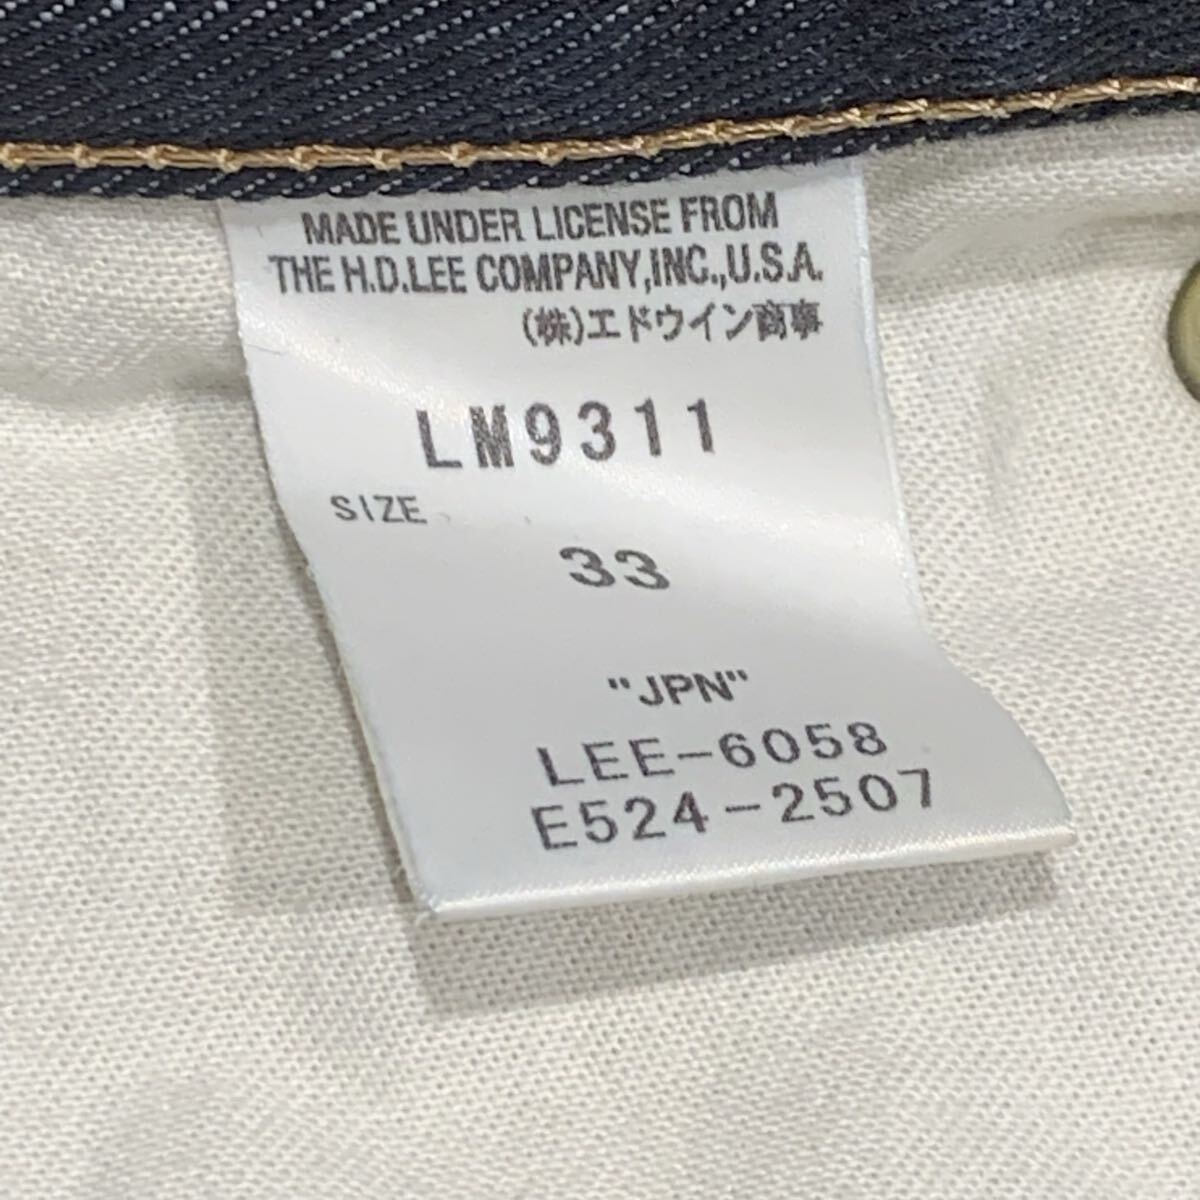 MADE UNDER LICENSE FROM
THE H.D.LEE COMPANY,INC.,U.S.A.
(株)エドウイン商事
LM9311
SIZE
33
"JPN"
LEE-6058
E524-2507